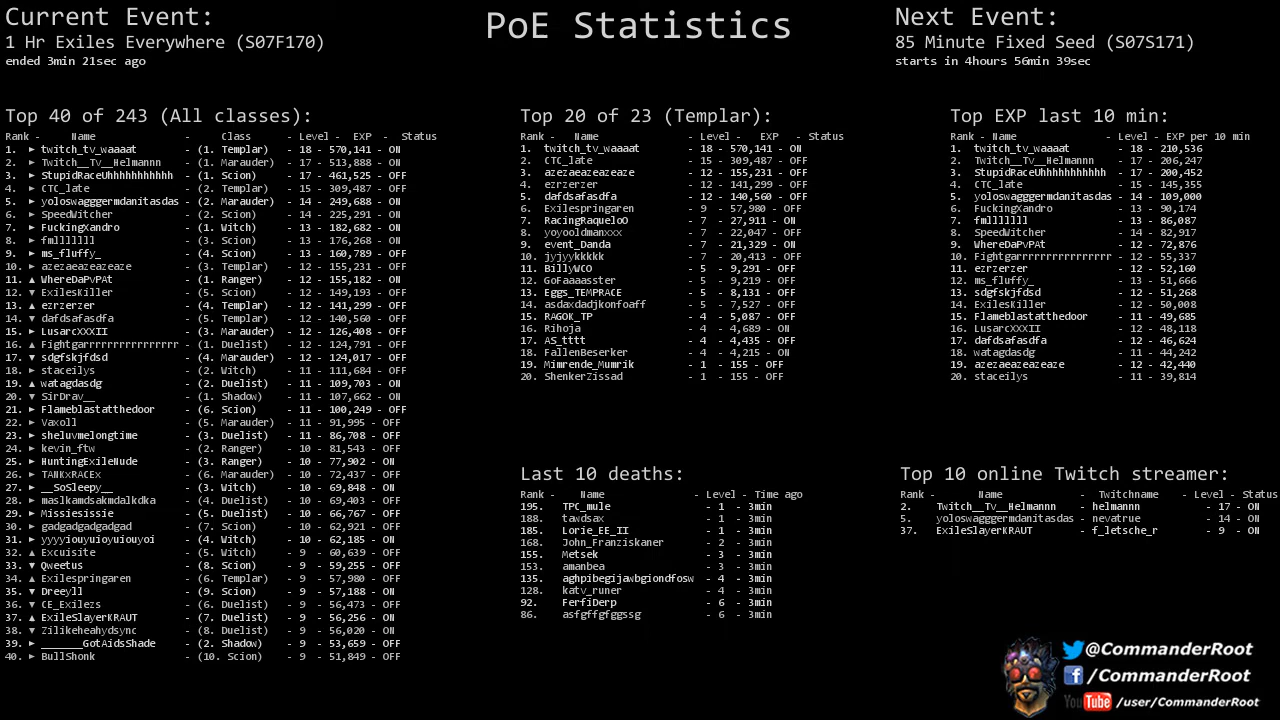 Current Event:
1 Hr Exiles Everywhere (S07F170)
ended 3min 21sec ago
PoE Statistics
Next Event:
85 Minute Fixed Seed (S07S171)
starts in 4hours 56min 39sec
Top 40 of 243 (All classes):
Rank - Name - Class - Level - EXP - Status
1. ► twitch_tv_waaaat - (1. Templar) - 18 - 570,141 - ON
2. ► Twitch__Tv__Helmannn - (1. Marauder) - 17 - 513,888 - ON
3. ► StupidRaceUhhhhhhhhhhh - (1. Scion) - 17 - 461,525 - OFF
4. ► CTC_late - (2. Templar) - 15 - 309,487 - OFF
5. ► yoloswagggermdanitasdas - (2. Marauder) - 14 - 249,688 - ON
6. ► SpeedWitcher - (2. Scion) - 14 - 225,291 - ON
7. ► FuckingXandro - (1. Witch) - 13 - 182,682 - ON
8. ► fmlllllll - (3. Scion) - 13 - 176,268 - ON
9. ► ms_fluffy_ - (4. Scion) - 13 - 160,789 - OFF
10. ► azezaezaezaezaeze - (3. Templar) - 12 - 155,231 - OFF
11. ▲ WhereDaPvPAt - (1. Ranger) - 12 - 155,182 - ON
12. ▼ ExilesKiller - (5. Scion) - 12 - 149,193 - OFF
13. ▲ ezrzerzer - (4. Templar) - 12 - 141,299 - OFF
14. ▼ dafdsafasdfa - (5. Templar) - 12 - 140,560 - OFF
15. ► LusarcXXXII - (3. Marauder) - 12 - 126,408 - OFF
16. ▲ Fightgarrrrrrrrrrrrrrrr - (1. Duelist) - 12 - 124,791 - OFF
17. ▼ sdgfskjfdsd - (4. Marauder) - 12 - 124,017 - OFF
18. ► staceilys - (2. Witch) - 11 - 111,684 - OFF
19. ▲ watagdasdg - (2. Duelist) - 11 - 109,703 - ON
20. ▼ SirDrav__ - (1. Shadow) - 11 - 107,662 - ON
21. ► Flameblastatthedoor - (6. Scion) - 11 - 100,249 - OFF
22. ► Vaxoll - (5. Marauder) - 11 - 91,995 - OFF
23. ► sheluvmelongtime - (3. Duelist) - 11 - 86,708 - OFF
24. ► kevin_ftw - (2. Ranger) - 10 - 81,543 - OFF
25. ► HuntingExileNude - (3. Ranger) - 10 - 77,902 - ON
26. ► TANKxRACEx - (6. Marauder) - 10 - 72,437 - OFF
27. ► __SoSleepy__ - (3. Witch) - 10 - 69,848 - ON
28. ► maslkamdsakmdalkdka - (4. Duelist) - 10 - 69,403 - OFF
29. ► Missiesissie - (5. Duelist) - 10 - 66,767 - OFF
30. ► gadgadgadgadgad - (7. Scion) - 10 - 62,921 - OFF
31. ► yyyyiouyuioyuiouyoi - (4. Witch) - 10 - 62,185 - ON
32. ▲ Excuisite - (5. Witch) - 9 - 60,639 - OFF
33. ▼ Qweetus - (8. Scion) - 9 - 59,255 - OFF
34. ▲ Exilespringaren - (6. Templar) - 9 - 57,980 - OFF
35. ▼ Dreeyll - (9. Scion) - 9 - 57,188 - ON
36. ▼ CE_Exilezs - (6. Duelist) - 9 - 56,473 - OFF
37. ▲ ExileSlayerKRAUT - (7. Duelist) - 9 - 56,256 - ON
38. ▼ Zilikeheahydsync - (8. Duelist) - 9 - 56,020 - ON
39. ► _______GotAidsShade - (2. Shadow) - 9 - 53,659 - OFF
40. ► BullShonk - (10. Scion) - 9 - 51,849 - OFF
Top 20 of 23 (Templar):
Rank - Name - Level - EXP - Status
1. twitch_tv_waaaat - 18 - 570,141 - ON
2. CTC_late - 15 - 309,487 - OFF
3. azezaezaezaezaeze - 12 - 155,231 - OFF
4. ezrzerzer - 12 - 141,299 - OFF
5. dafdsafasdfa - 12 - 140,560 - OFF
6. Exilespringaren - 9 - 57,980 - OFF
7. RacingRaqueloO - 7 - 27,911 - ON
8. yoyooldmanxxx - 7 - 22,047 - OFF
9. event_Danda - 7 - 21,329 - ON
10. jyjyykkkkk - 7 - 20,413 - OFF
11. BillyWCO - 5 - 9,291 - OFF
12. GoFaaaasster - 5 - 9,219 - OFF
13. Eggs_TEMPRACE - 5 - 8,131 - OFF
14. asdaxdadjkonfoaff - 5 - 7,527 - OFF
15. RAGOK_TP - 4 - 5,087 - OFF
16. Rihoja - 4 - 4,689 - ON
17. AS_tttt - 4 - 4,435 - OFF
18. FallenBeserker - 4 - 4,215 - ON
19. Mimrende_Mumrik - 1 - 155 - OFF
20. ShenkerZissad - 1 - 155 - OFF
Top EXP last 10 min:
Rank - Name - Level - EXP per 10 min
1. twitch_tv_waaaat - 18 - 210,536
2. Twitch__Tv__Helmannn - 17 - 206,247
3. StupidRaceUhhhhhhhhhhh - 17 - 200,452
4. CTC_late - 15 - 145,355
5. yoloswagggermdanitasdas - 14 - 109,000
6. FuckingXandro - 13 - 90,174
7. fmlllllll - 13 - 86,087
8. SpeedWitcher - 14 - 82,917
9. WhereDaPvPAt - 12 - 72,876
10. Fightgarrrrrrrrrrrrrrrr - 12 - 55,337
11. ezrzerzer - 12 - 52,160
12. ms_fluffy_ - 13 - 51,666
13. sdgfskjfdsd - 12 - 51,268
14. ExilesKiller - 12 - 50,008
15. Flameblastatthedoor - 11 - 49,685
16. LusarcXXXII - 12 - 48,118
17. dafdsafasdfa - 12 - 46,624
18. watagdasdg - 11 - 44,242
19. azezaezaezaezaeze - 12 - 42,440
20. staceilys - 11 - 39,814
Last 10 deaths:
Rank - Name - Level - Time ago
195. TPC_mule - 1 - 3min
188. tawdsax - 1 - 3min
185. Lorie_EE_II - 1 - 3min
168. John_Franziskaner - 2 - 3min
155. Metsek - 3 - 3min
153. amanbea - 3 - 3min
135. aghpibegijawbgiondfosw - 4 - 3min
128. katv_runer - 4 - 3min
92. FerfiDerp - 6 - 3min
86. asfgffgfggssg - 6 - 3min
Top 10 online Twitch streamer:
Rank - Name - Twitchname - Level - Status
2. Twitch__Tv__Helmannn - helmannn - 17 - ON
5. yoloswagggermdanitasdas - nevatrue - 14 - ON
37. ExileSlayerKRAUT - f_letsche_r - 9 - ON
@CommanderRoot
f /CommanderRoot
YouTube /user/CommanderRoot